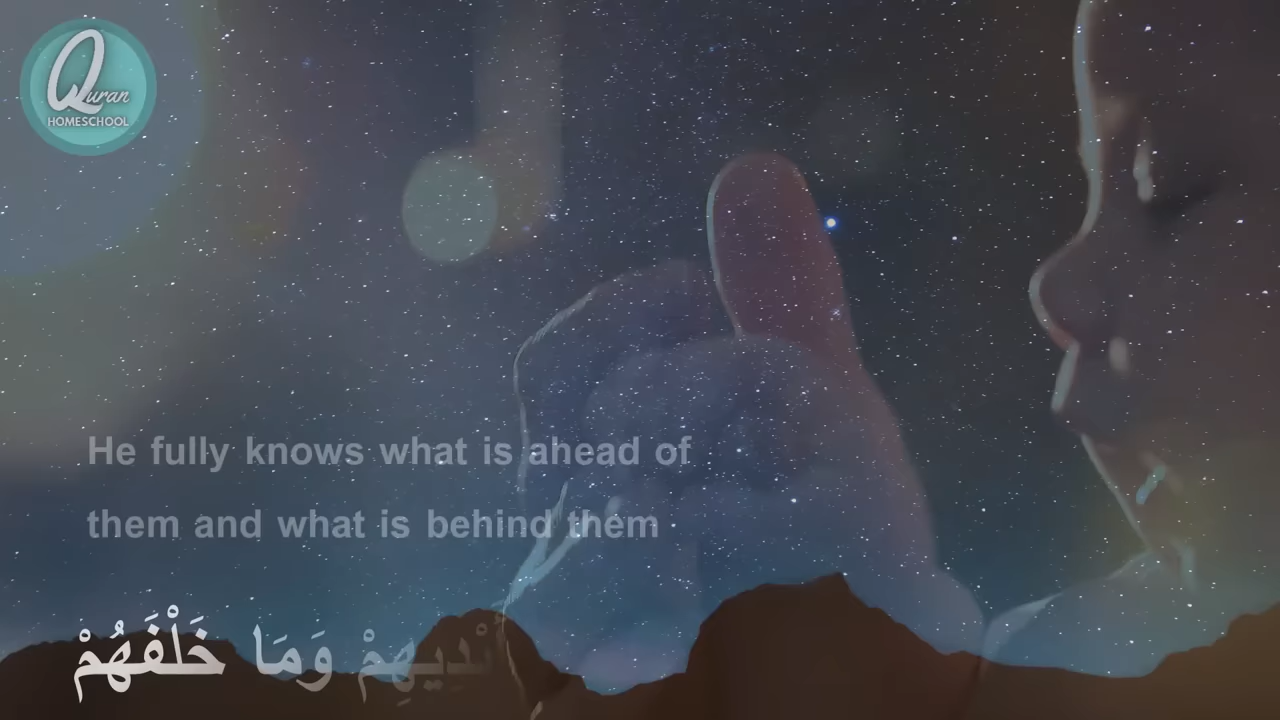 Quran
HOMESCHOOL
He fully knows what is ahead of
them and what is behind them
وَمَا خَلْفَهُمْ